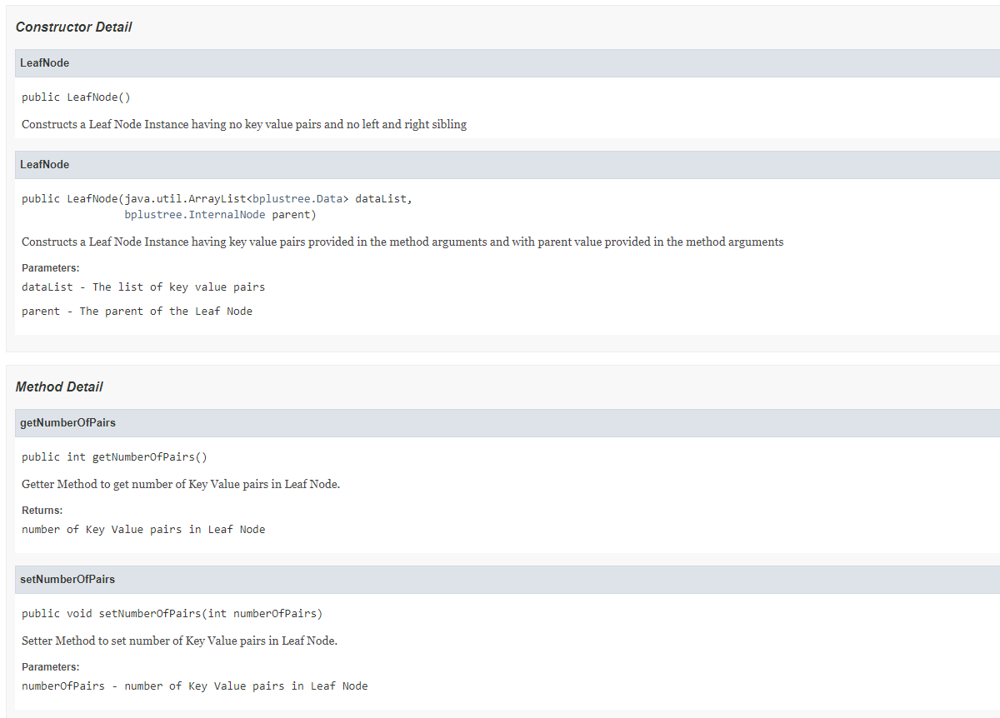 Constructor Detail
LeafNode
public LeafNode()
Constructs a Leaf Node Instance having no key value pairs and no left and right sibling
LeafNode
public LeafNode(java.util.ArrayList<bplustree.Data> dataList,
bplustree.InternalNode parent)
Constructs a Leaf Node Instance having key value pairs provided in the method arguments and with parent value provided in the method arguments
Parameters:
dataList - The list of key value pairs
parent - The parent of the Leaf Node
Method Detail
getNumberOfPairs
public int getNumberOfPairs()
Getter Method to get number of Key Value pairs in Leaf Node.
Returns:
number of Key Value pairs in Leaf Node
setNumberOfPairs
public void setNumberOfPairs(int numberOfPairs)
Setter Method to set number of Key Value pairs in Leaf Node.
Parameters:
numberOfPairs - number of Key Value pairs in Leaf Node